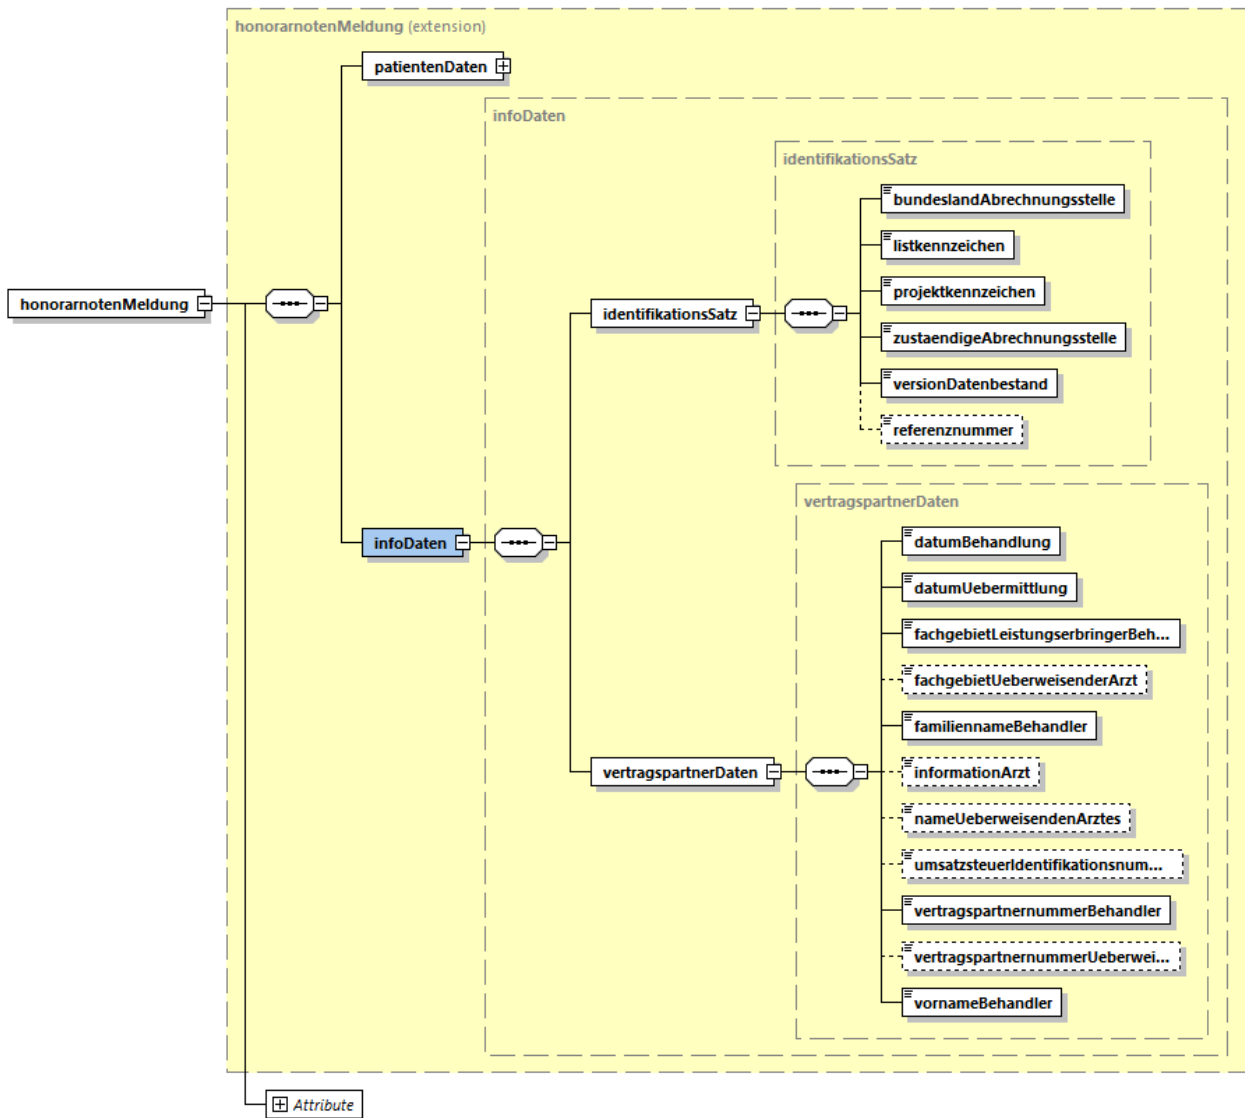 honorarnotenMeldung (extension)
patientenDaten
infoDaten
identifikationsSatz
bundeslandAbrechnungsstelle
listkennzeichen
projektkennzeichen
honorarnotenMeldung
identifikationsSatz
zustaendigeAbrechnungsstelle
versionDatenbestand
referenznummer
vertragspartnerDaten
infoDaten
datumBehandlung
datumUebermittlung
fachgebietLeistungserbringerBeh...
fachgebietUeberweisenderArzt
familiennameBehandler
vertragspartnerDaten
informationArzt
nameUeberweisendenArztes
umsatzsteuerIdentifikationsnum...
vertragspartnernummerBehandler
vertragspartnernummerUeberwei...
vornameBehandler
Attribute